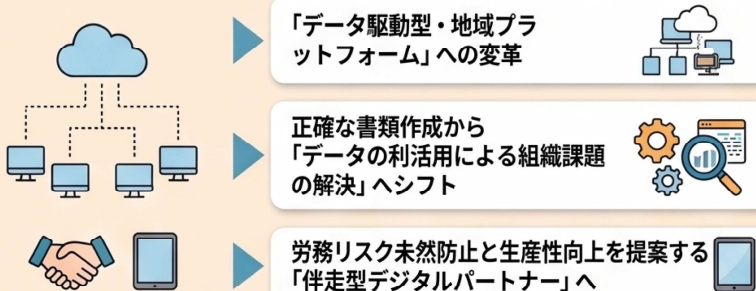 「データ駆動型・地域プラ
ットフォーム」への変革
正確な書類作成から
「データの利活用による組織課題
の解決」へシフト
労務リスク未然防止と生産性向上を提案する
「伴走型デジタルパートナー」へ